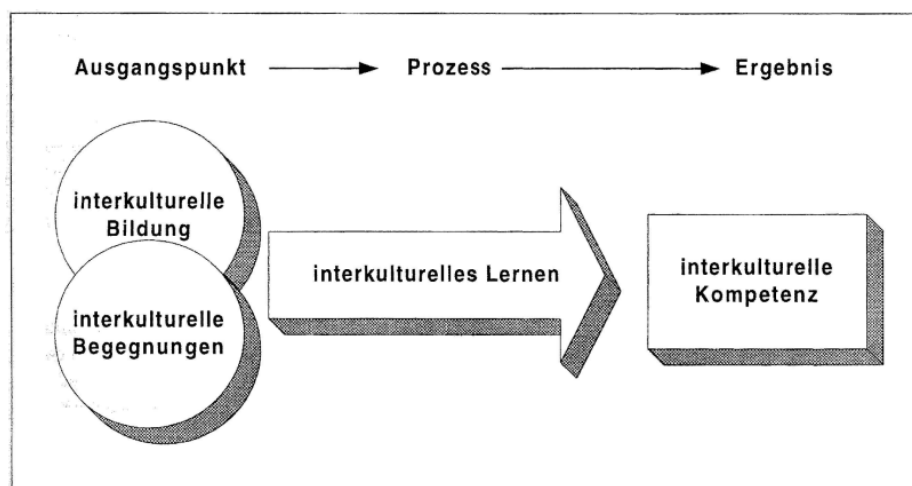 Ausgangspunkt Prozess Ergebnis
interkulturelle
Bildung
interkulturelle
Begegnungen
interkulturelles Lernen
interkulturelle
Kompetenz